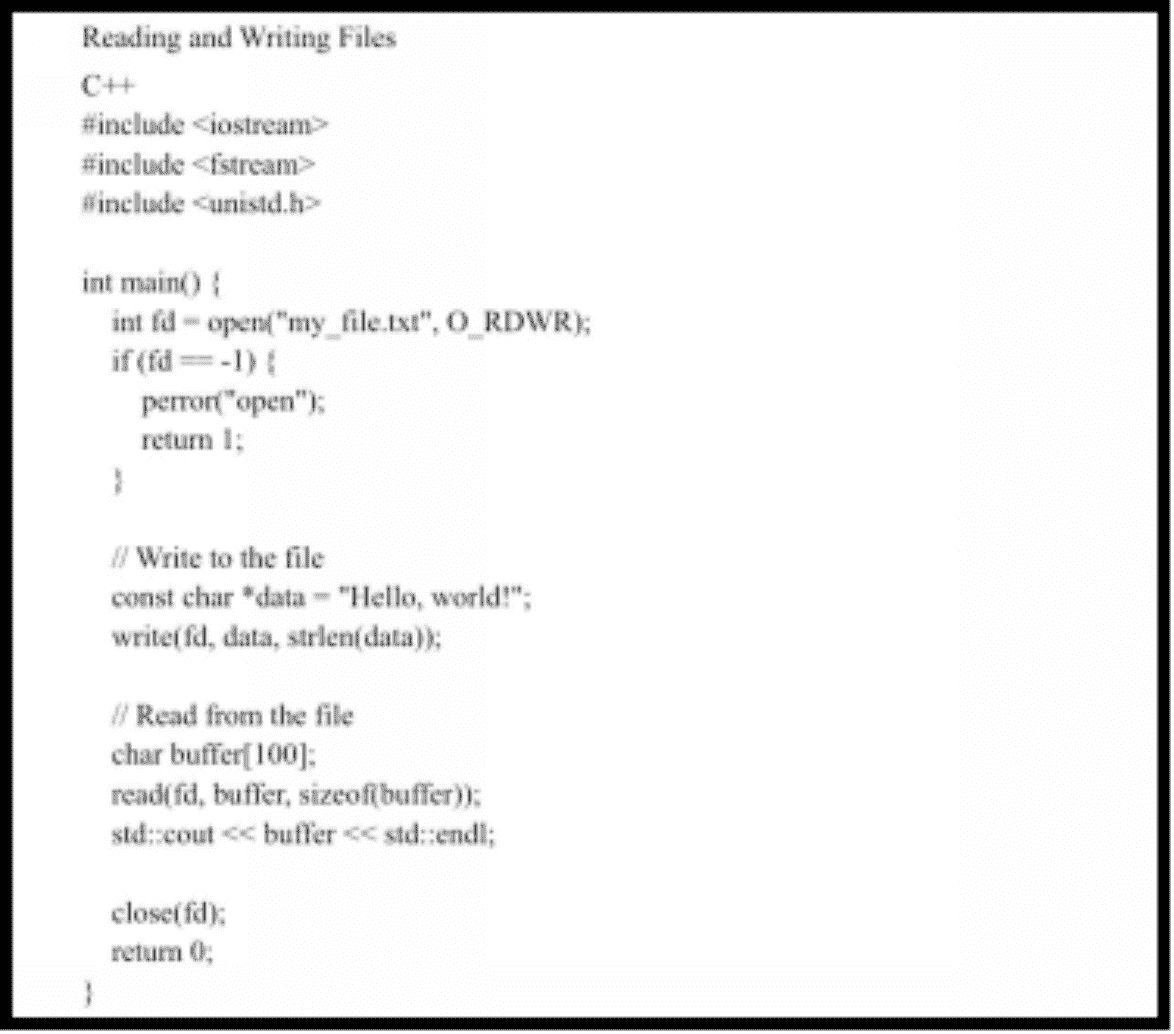 Reading and Writing Files
C++
#include <iostream>
#include <fstream>
#include <unistd.h>
int main() {
int fd = open("my_file.txt", O_RDWR);
if (fd == -1) {
perror("open");
return 1;
}
// Write to the file
const char *data = "Hello, world!";
write(fd, data, strlen(data));
// Read from the file
char buffer[100];
read(fd, buffer, sizeof(buffer));
std::cout << buffer << std::endl;
close(fd);
return 0;
}